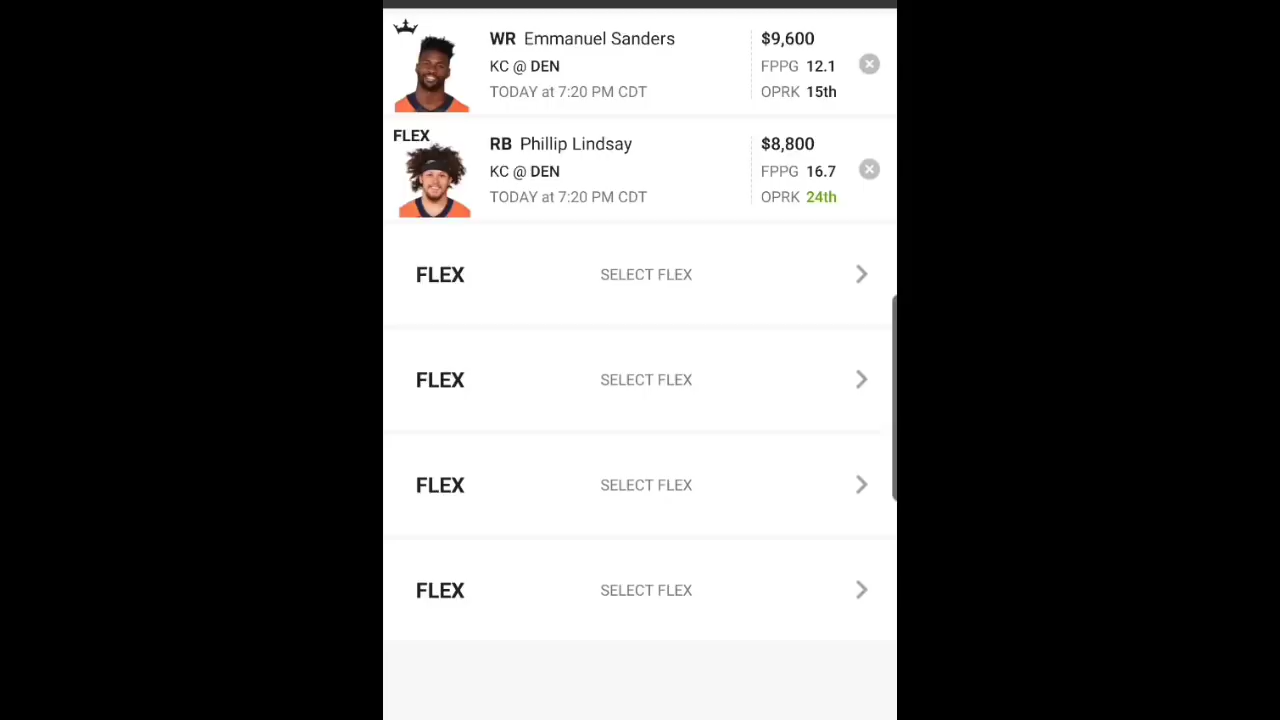 WR Emmanuel Sanders $9,600
KC @ DEN FPPG 12.1
TODAY at 7:20 PM CDT OPRK 15th
FLEX
RB Phillip Lindsay $8,800
KC @ DEN FPPG 16.7
TODAY at 7:20 PM CDT OPRK 24th
FLEX SELECT FLEX
FLEX SELECT FLEX
FLEX SELECT FLEX
FLEX SELECT FLEX